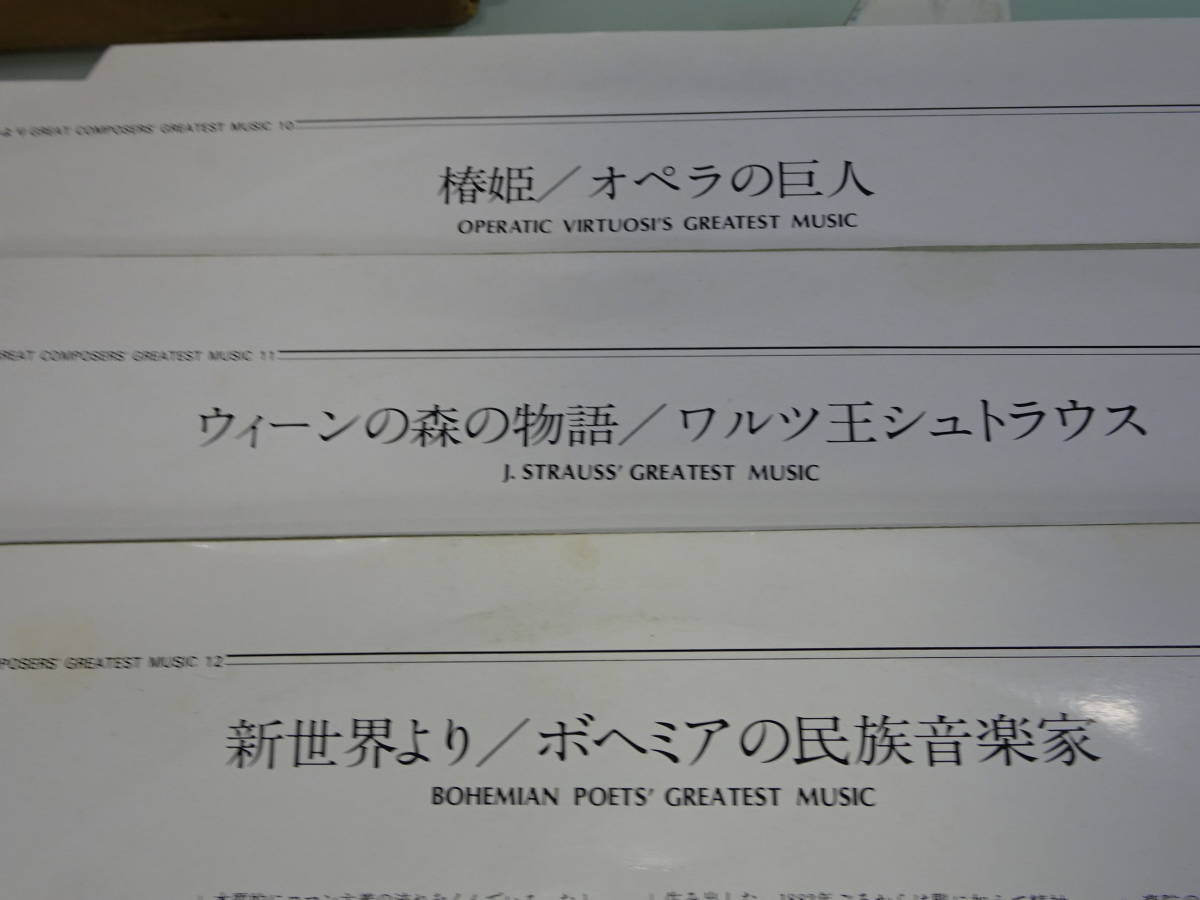 GREAT COMPOSERS' GREATEST MUSIC 10
椿姫/オペラの巨人
OPERATIC VIRTUOSI'S GREATEST MUSIC
GREAT COMPOSERS' GREATEST MUSIC 11
ウィーンの森の物語/ワルツ王シュトラウス
J. STRAUSS' GREATEST MUSIC
GREATEST MUSIC 12
新世界より/ボヘミアの民族音楽家
BOHEMIAN POETS' GREATEST MUSIC